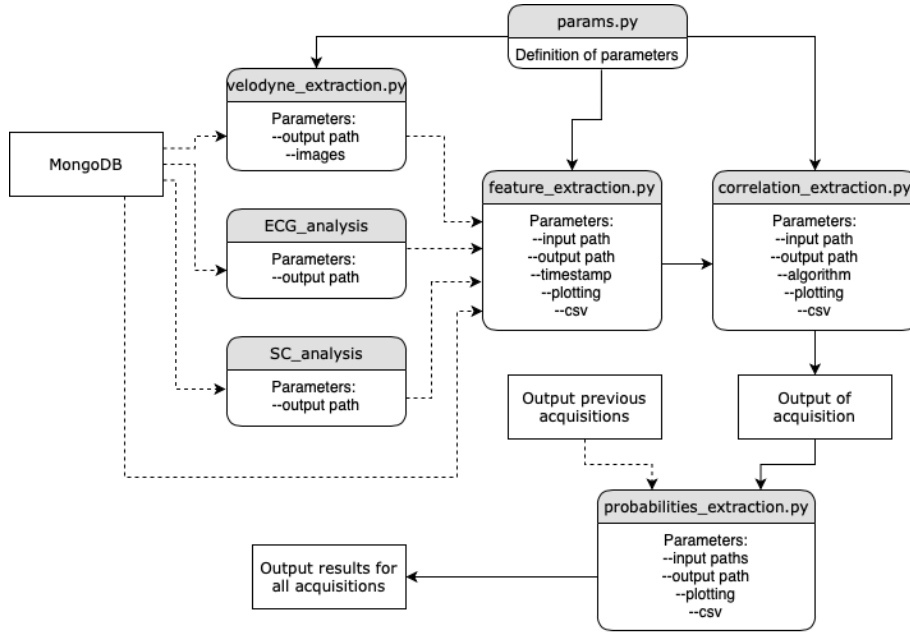 params.py
Definition of parameters
velodyne_extraction.py
Parameters:
--output path
--images
MongoDB
ECG_analysis
Parameters:
--output path
SC_analysis
Parameters:
--output path
feature_extraction.py
Parameters:
--input path
--output path
--timestamp
--plotting
--csv
correlation_extraction.py
Parameters:
--input path
--output path
--algorithm
--plotting
--csv
Output previous
acquisitions
Output of
acquisition
probabilities_extraction.py
Parameters:
--input paths
--output path
--plotting
--csv
Output results for
all acquisitions